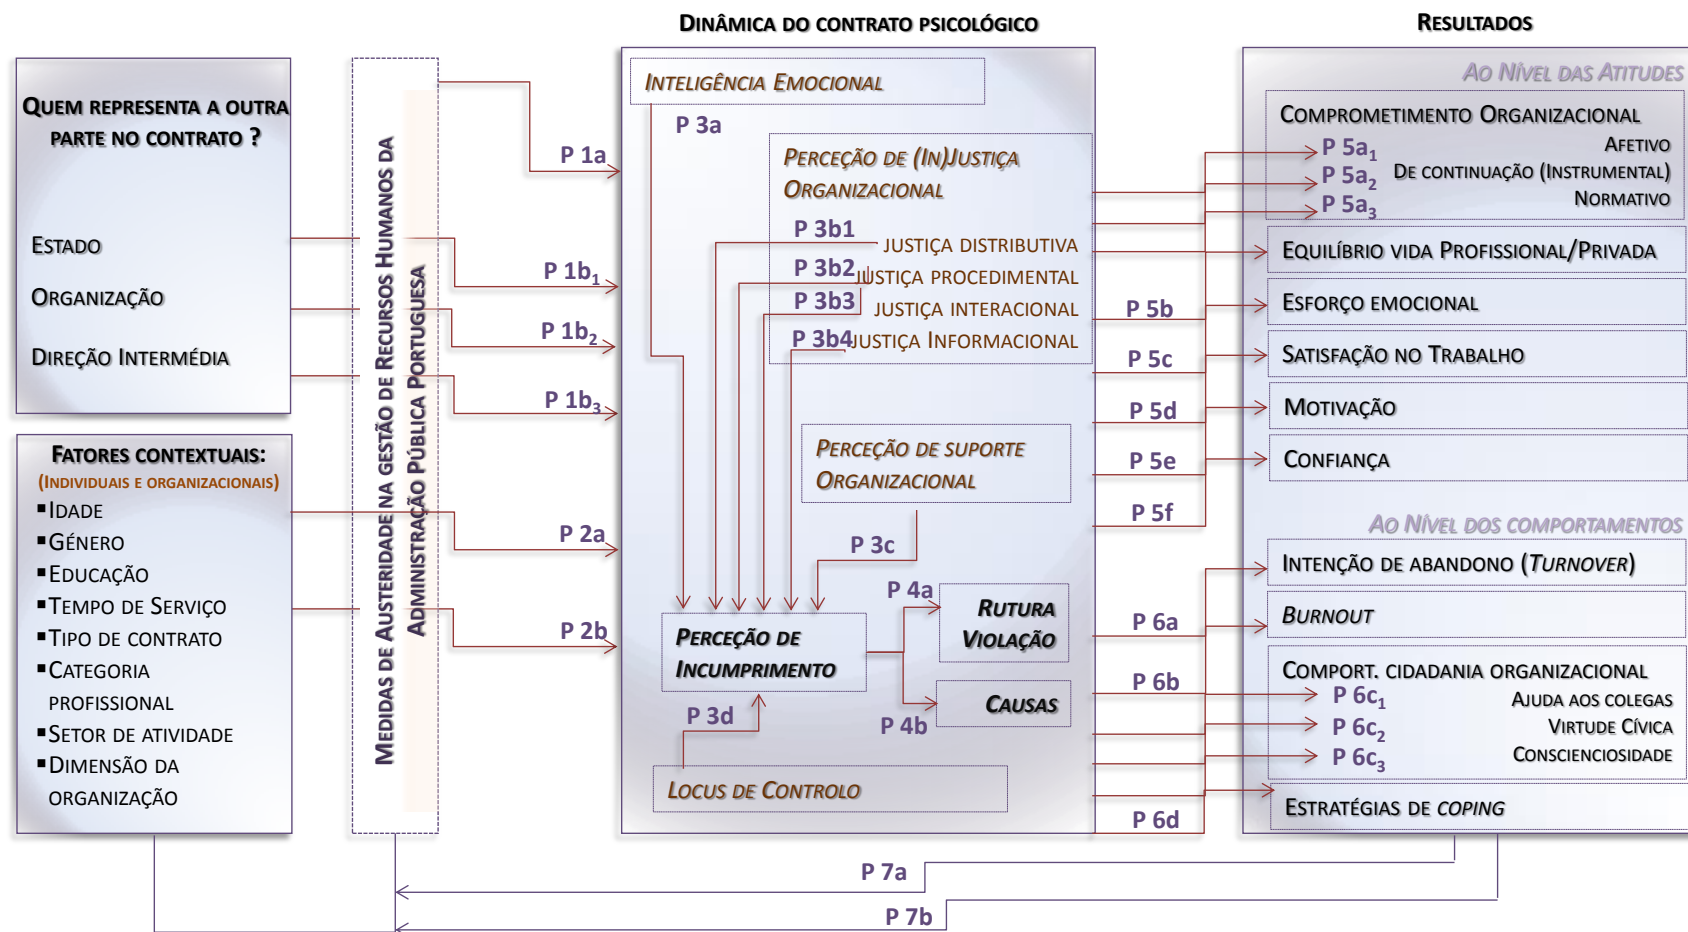 DINÂMICA DO CONTRATO PSICOLÓGICO
RESULTADOS
QUEM REPRESENTA A OUTRA
PARTE NO CONTRATO ?
ESTADO
ORGANIZAÇÃO
DIREÇÃO INTERMÉDIA
FATORES CONTEXTUAIS:
(INDIVIDUAIS E ORGANIZACIONAIS)
▪IDADE
▪GÉNERO
▪EDUCAÇÃO
▪TEMPO DE SERVIÇO
▪TIPO DE CONTRATO
▪CATEGORIA
PROFISSIONAL
▪SETOR DE ATIVIDADE
▪DIMENSÃO DA
ORGANIZAÇÃO
MEDIDAS DE AUSTERIDADE NA GESTÃO DE RECURSOS HUMANOS DA
ADMINISTRAÇÃO PÚBLICA PORTUGUESA
P 1a
P 1b1
P 1b2
P 1b3
P 2a
P 2b
INTELIGÊNCIA EMOCIONAL
P 3a
PERCEÇÃO DE (IN)JUSTIÇA
ORGANIZACIONAL
P 3b1
JUSTIÇA DISTRIBUTIVA
P 3b2
JUSTIÇA PROCEDIMENTAL
P 3b3
JUSTIÇA INTERACIONAL
P 3b4
JUSTIÇA INFORMACIONAL
PERCEÇÃO DE SUPORTE
ORGANIZACIONAL
P 3c
P 4a
RUTURA
VIOLAÇÃO
PERCEÇÃO DE
INCUMPRIMENTO
CAUSAS
P 3d
P 4b
LOCUS DE CONTROLO
P 5b
P 5c
P 5d
P 5e
P 5f
P 6a
P 6b
P 6d
AO NÍVEL DAS ATITUDES
COMPROMETIMENTO ORGANIZACIONAL
P 5a1
AFETIVO
P 5a2
DE CONTINUAÇÃO (INSTRUMENTAL)
P 5a3
NORMATIVO
EQUILÍBRIO VIDA PROFISSIONAL/PRIVADA
ESFORÇO EMOCIONAL
SATISFAÇÃO NO TRABALHO
MOTIVAÇÃO
CONFIANÇA
AO NÍVEL DOS COMPORTAMENTOS
INTENÇÃO DE ABANDONO (TURNOVER)
BURNOUT
COMPORT. CIDADANIA ORGANIZACIONAL
P 6c1
AJUDA AOS COLEGAS
P 6c2
VIRTUDE CÍVICA
P 6c3
CONSCIENCIOSIDADE
ESTRATÉGIAS DE COPING
P 7a
P 7b